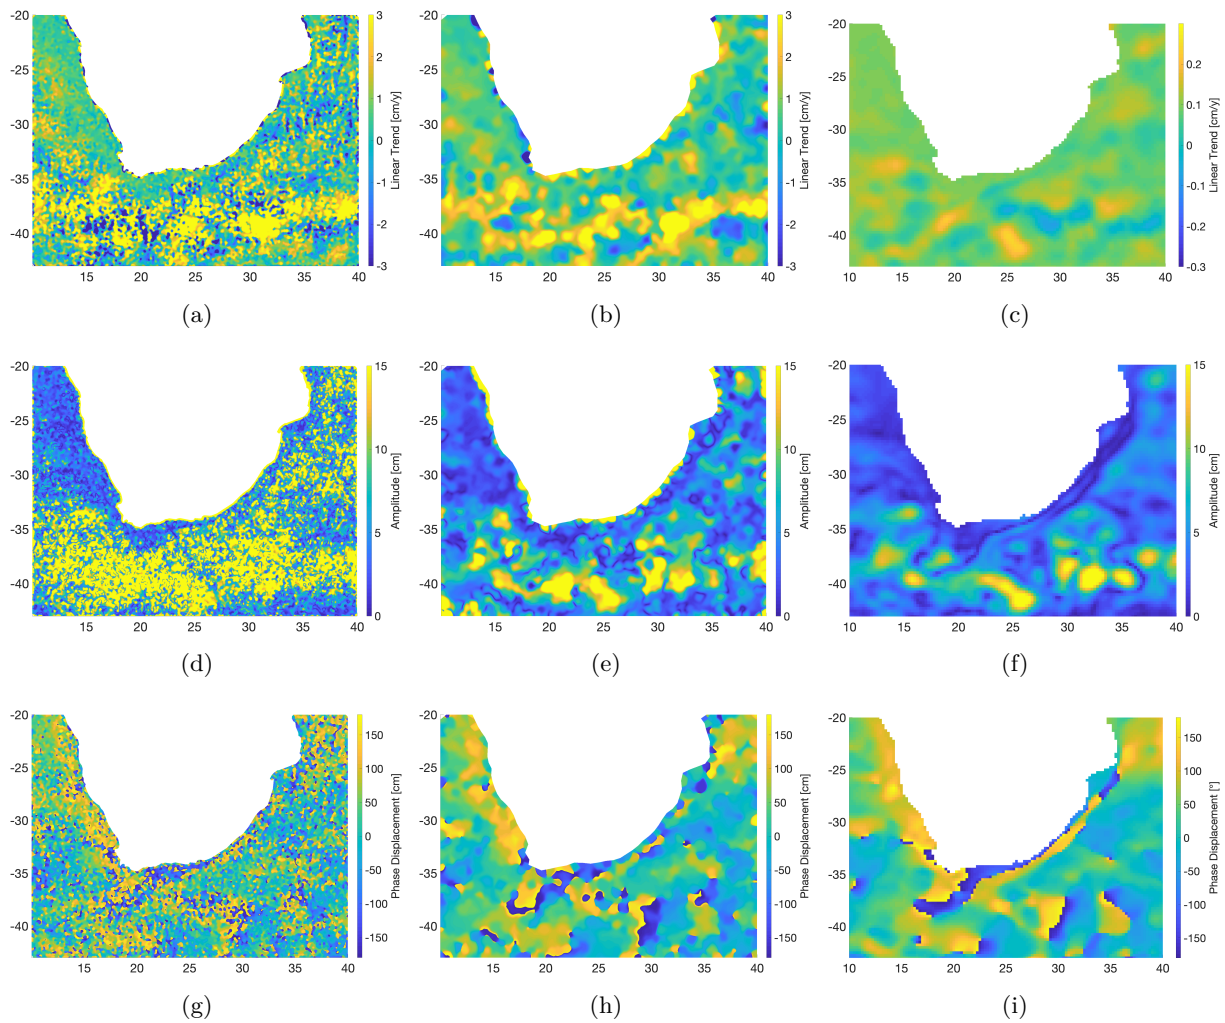 -20 -25 -30 -35 -40
15 20 25 30 35 40
3 2 1 0 -1 -2 -3
Linear Trend [cm/y]
(a)
-20 -25 -30 -35 -40
15 20 25 30 35 40
3 2 1 0 -1 -2 -3
Linear Trend [cm/y]
(b)
-20 -25 -30 -35 -40
10 15 20 25 30 35 40
0.2 0.1 0 -0.1 -0.2 -0.3
Linear Trend [cm/y]
(c)
-20 -25 -30 -35 -40
15 20 25 30 35 40
15 10 5 0
Amplitude [cm]
(d)
-20 -25 -30 -35 -40
15 20 25 30 35 40
15 10 5 0
Amplitude [cm]
(e)
-20 -25 -30 -35 -40
10 15 20 25 30 35 40
15 10 5 0
Amplitude [cm]
(f)
-20 -25 -30 -35 -40
15 20 25 30 35 40
150 100 50 0 -50 -100 -150
Phase Displacement [cm]
(g)
-20 -25 -30 -35 -40
15 20 25 30 35 40
150 100 50 0 -50 -100 -150
Phase Displacement [cm]
(h)
-20 -25 -30 -35 -40
10 15 20 25 30 35 40
150 100 50 0 -50 -100 -150
Phase Displacement [º]
(i)